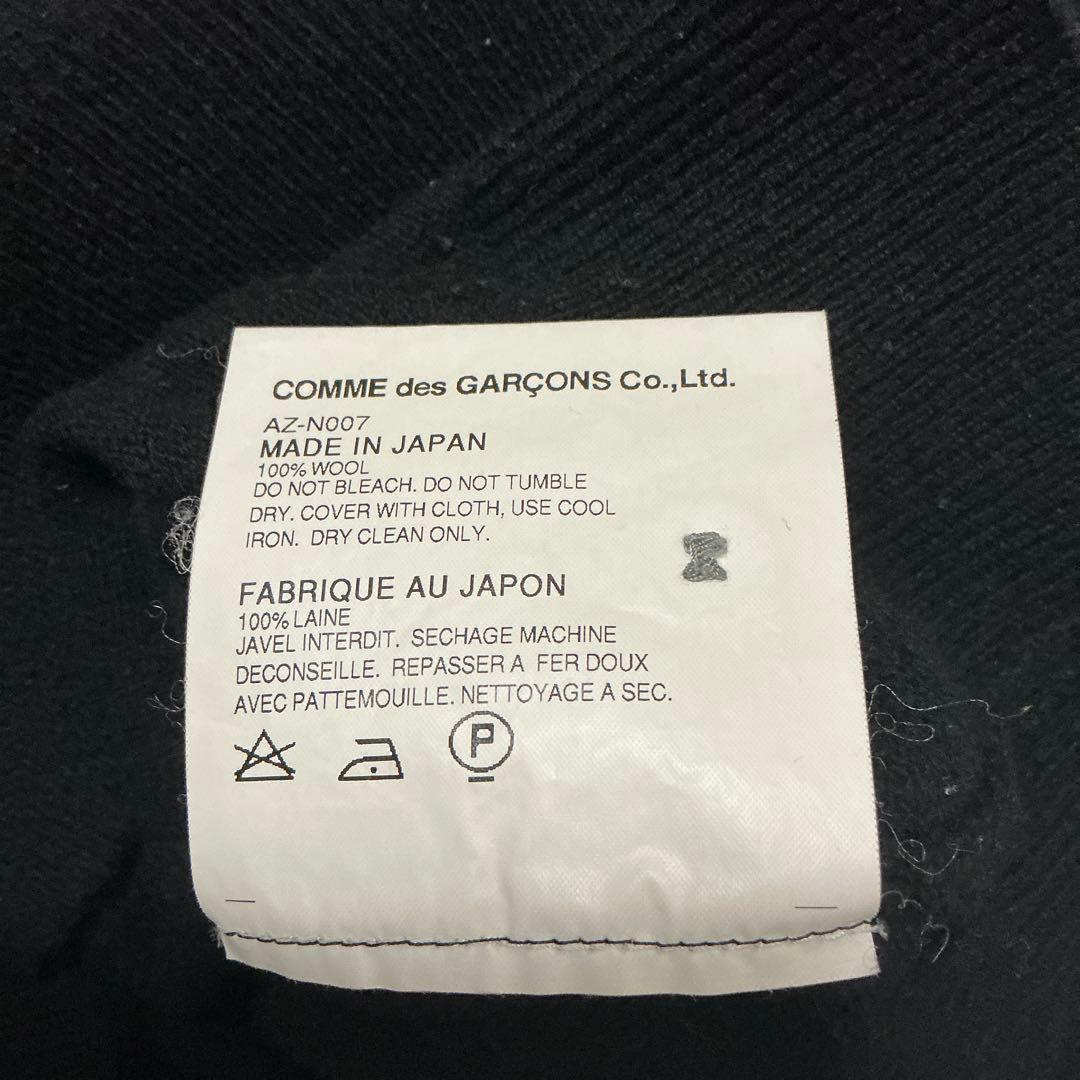 COMME des GARÇONS Co.,Ltd.
AZ-N007
MADE IN JAPAN
100% WOOL
DO NOT BLEACH. DO NOT TUMBLE
DRY. COVER WITH CLOTH, USE COOL
IRON. DRY CLEAN ONLY.
FABRIQUE AU JAPON
100% LAINE
JAVEL INTERDIT. SECHAGE MACHINE
DECONSEILLE. REPASSER A FER DOUX
AVEC PATTEMOUILLE. NETTOYAGE A SEC.
P